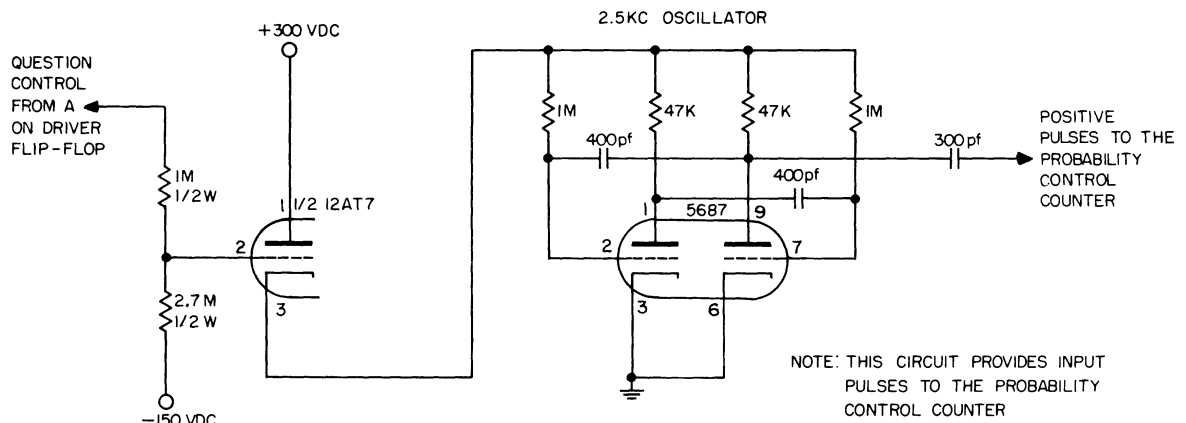 2.5KC OSCILLATOR
+300 VDC
QUESTION
CONTROL
FROM A
ON DRIVER
FLIP-FLOP
1M
47K
47K
1M
400pf
300pf
POSITIVE
PULSES TO THE
PROBABILITY
CONTROL
COUNTER
1M
1/2W
400pf
1
1/2 12AT7
1
5687
9
2
2
7
2.7M
1/2W
3
3
6
NOTE: THIS CIRCUIT PROVIDES INPUT
PULSES TO THE PROBABILITY
CONTROL COUNTER
-150 VDC